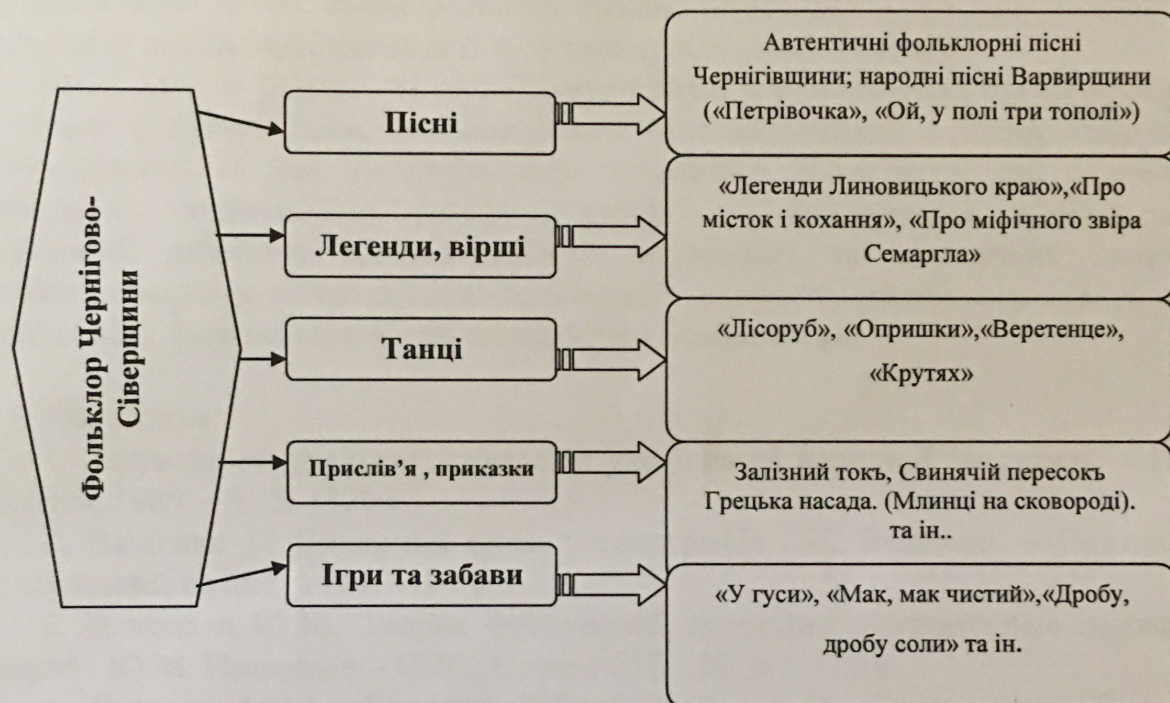 Фольклор Чернігово-
Сіверщини
Пісні
Автентичні фольклорні пісні
Чернігівщини; народні пісні Варвирщини
(«Петрівочка», «Ой, у полі три тополі»)
Легенди, вірші
«Легенди Линовицького краю»,«Про
місток і кохання», «Про міфічного звіра
Семаргла»
Танці
«Лісоруб», «Опришки»,«Веретенце»,
«Крутях»
Прислів'я , приказки
Залізний токъ, Свинячій пересокъ
Грецька насада. (Млинці на сковороді).
та ін..
Ігри та забави
«У гуси», «Мак, мак чистий»,«Дробу,
дробу соли» та ін.